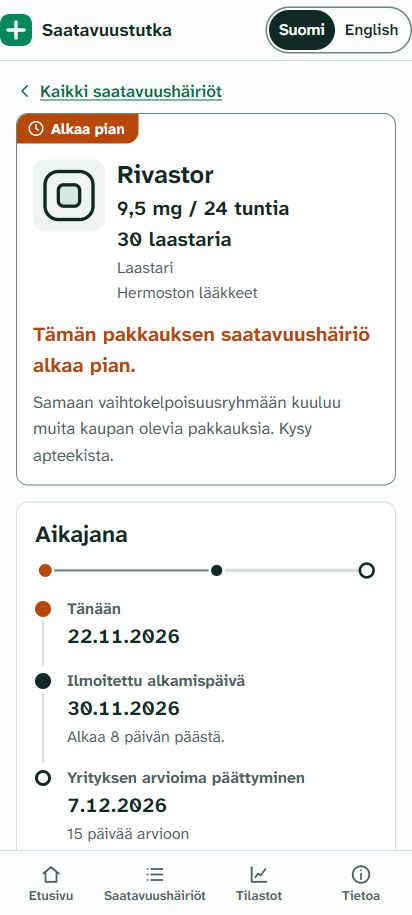 Saatavuustutka
Suomi
English
Kaikki saatavuushäiriöt
Alkaa pian
Rivastor
9,5 mg / 24 tuntia
30 laastaria
Laastari
Hermoston lääkkeet
Tämän pakkauksen saatavuushäiriö
alkaa pian.
Samaan vaihtokelpoisuusryhmään kuuluu
muita kaupan olevia pakkauksia. Kysy
apteekista.
Aikajana
Tänään
22.11.2026
Ilmoitettu alkamispäivä
30.11.2026
Alkaa 8 päivän päästä.
Yrityksen arvioima päättyminen
7.12.2026
15 päivää arvioon
Etusivu
Saatavuushäiriöt
Tilastot
Tietoa